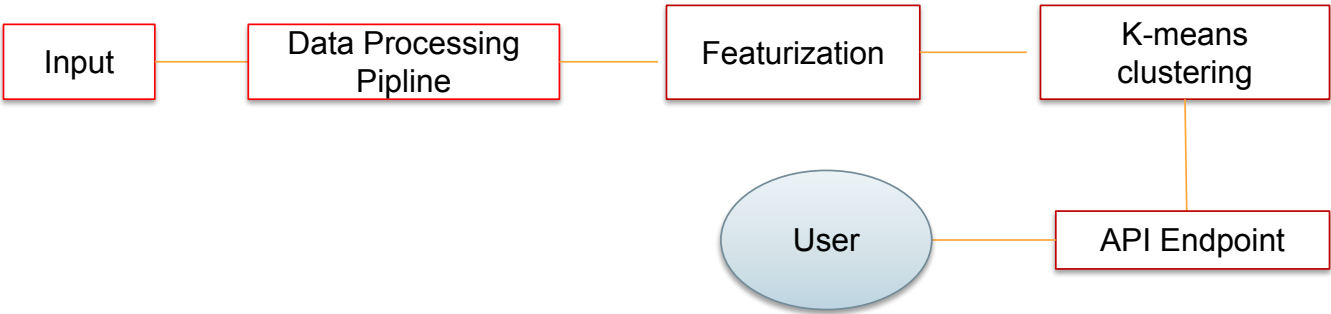 Input
Data Processing
Pipline
Featurization
K-means
clustering
User
API Endpoint